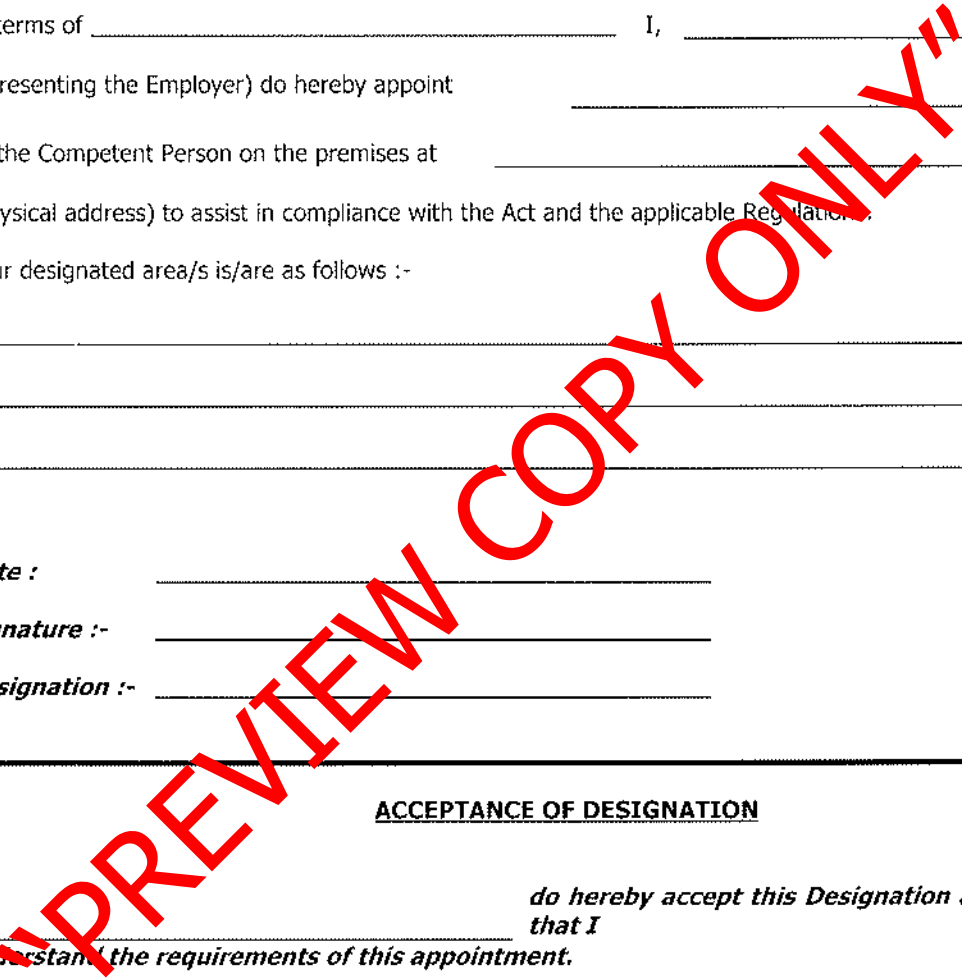 terms of I,
resenting the Employer) do hereby appoint
the Competent Person on the premises at
ysical address) to assist in compliance with the Act and the applicable
ur designated area/s is/are as follows :-
te :
nature :-
signation :-
ACCEPTANCE OF DESIGNATION
do hereby accept this Designation
that I
the requirements of this appointment.
"PREVIEW COPY ONLY"